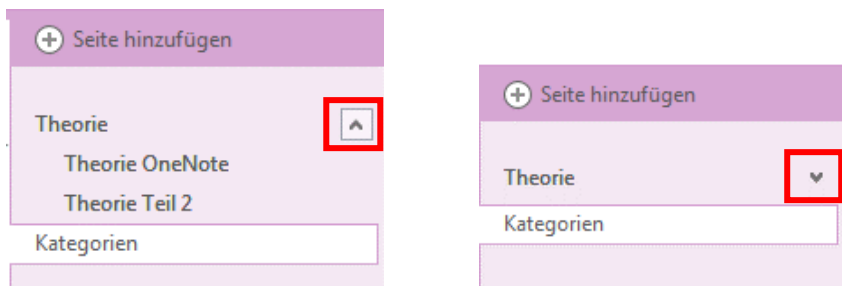 Seite hinzufügen
Theorie
Theorie OneNote
Theorie Teil 2
Kategorien
Seite hinzufügen
Theorie
Kategorien